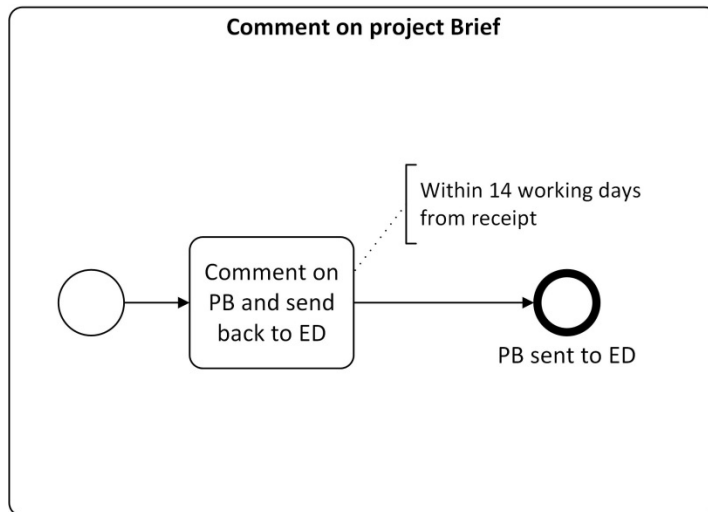 Comment on project Brief
Within 14 working days
from receipt
Comment on
PB and send
back to ED
PB sent to ED